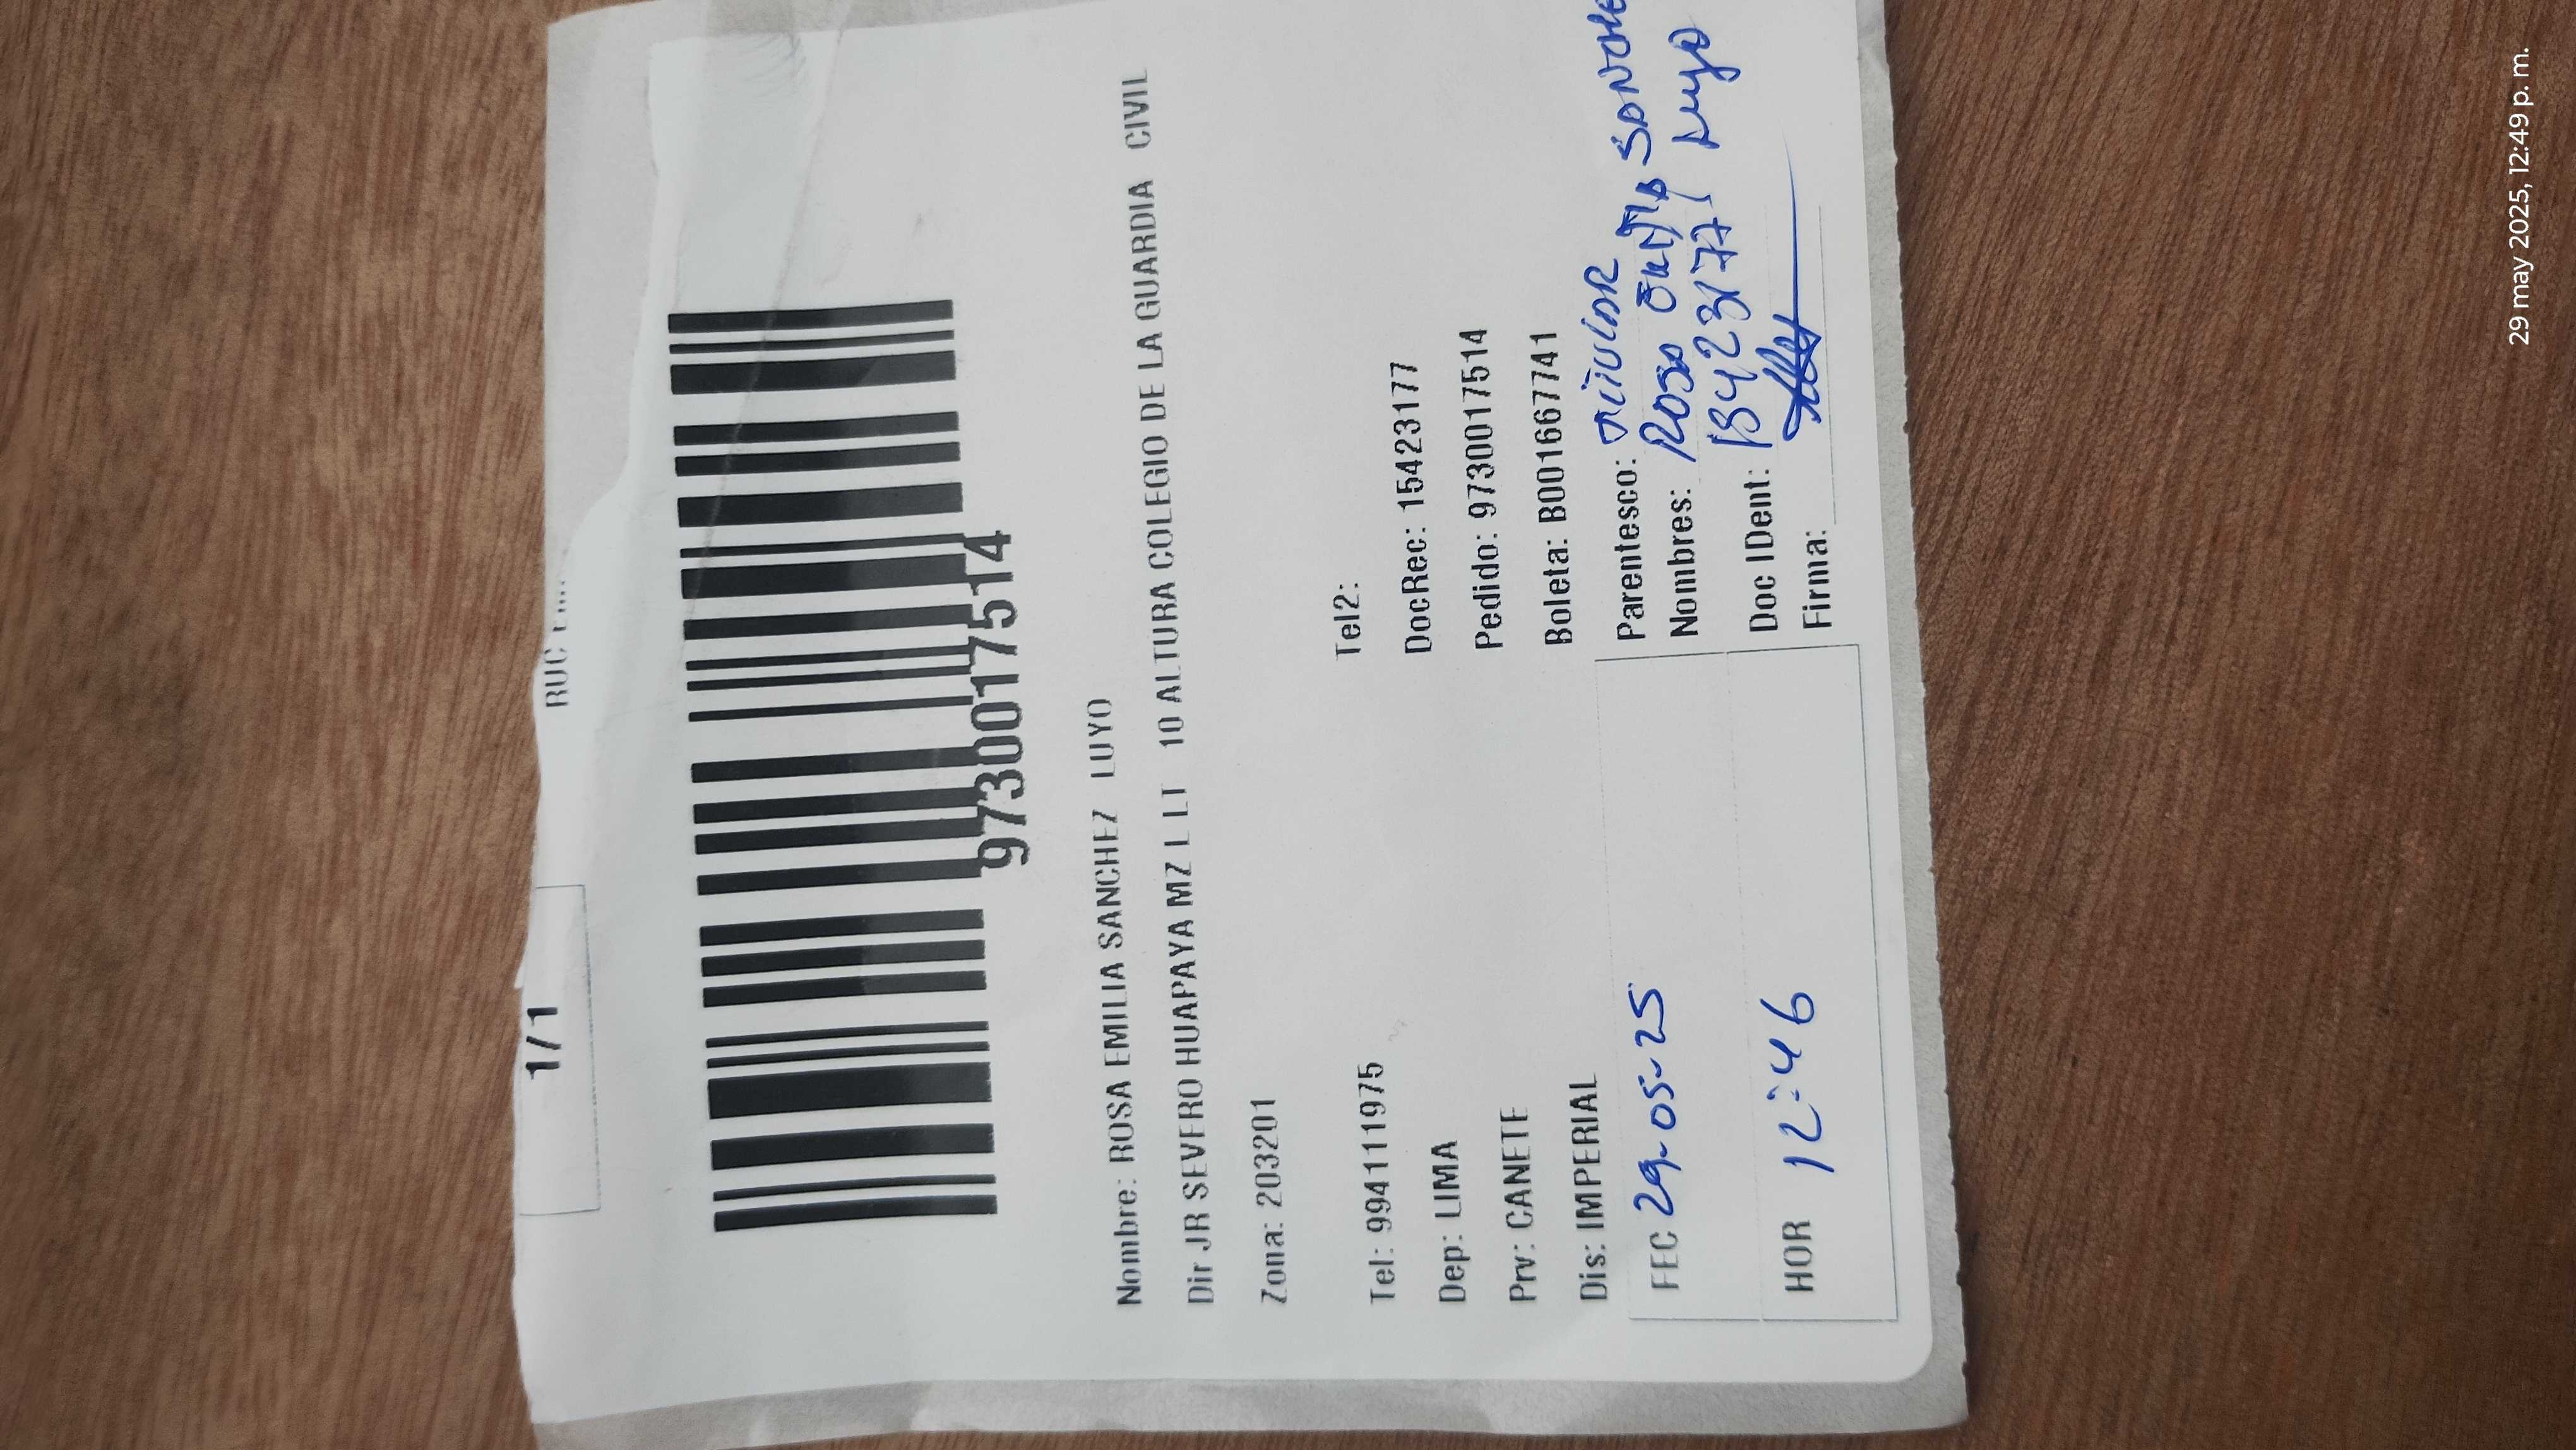 1/1
RUC
9730017514
Nombre: ROSA EMILIA SANCHEZ LUYO
Dir JR SEVERO HUAPAYA MZ L LT 10 ALTURA COLEGIO DE LA GUARDIA CIVIL
Zona: 203201
Tel: 994111975 Tel2:
Dep: LIMA DocRec: 15423177
Prv: CANETE Pedido: 9730017514
Dis: IMPERIAL Boleta: B001667741
FEC 29-05-25 Parentesco: TITULAR
Nombres: Rosa Emilia SANCHE
Luyo
HOR 12:46 Doc IDent: 15423177
Firma:
29 may 2025, 12:49 p. m.